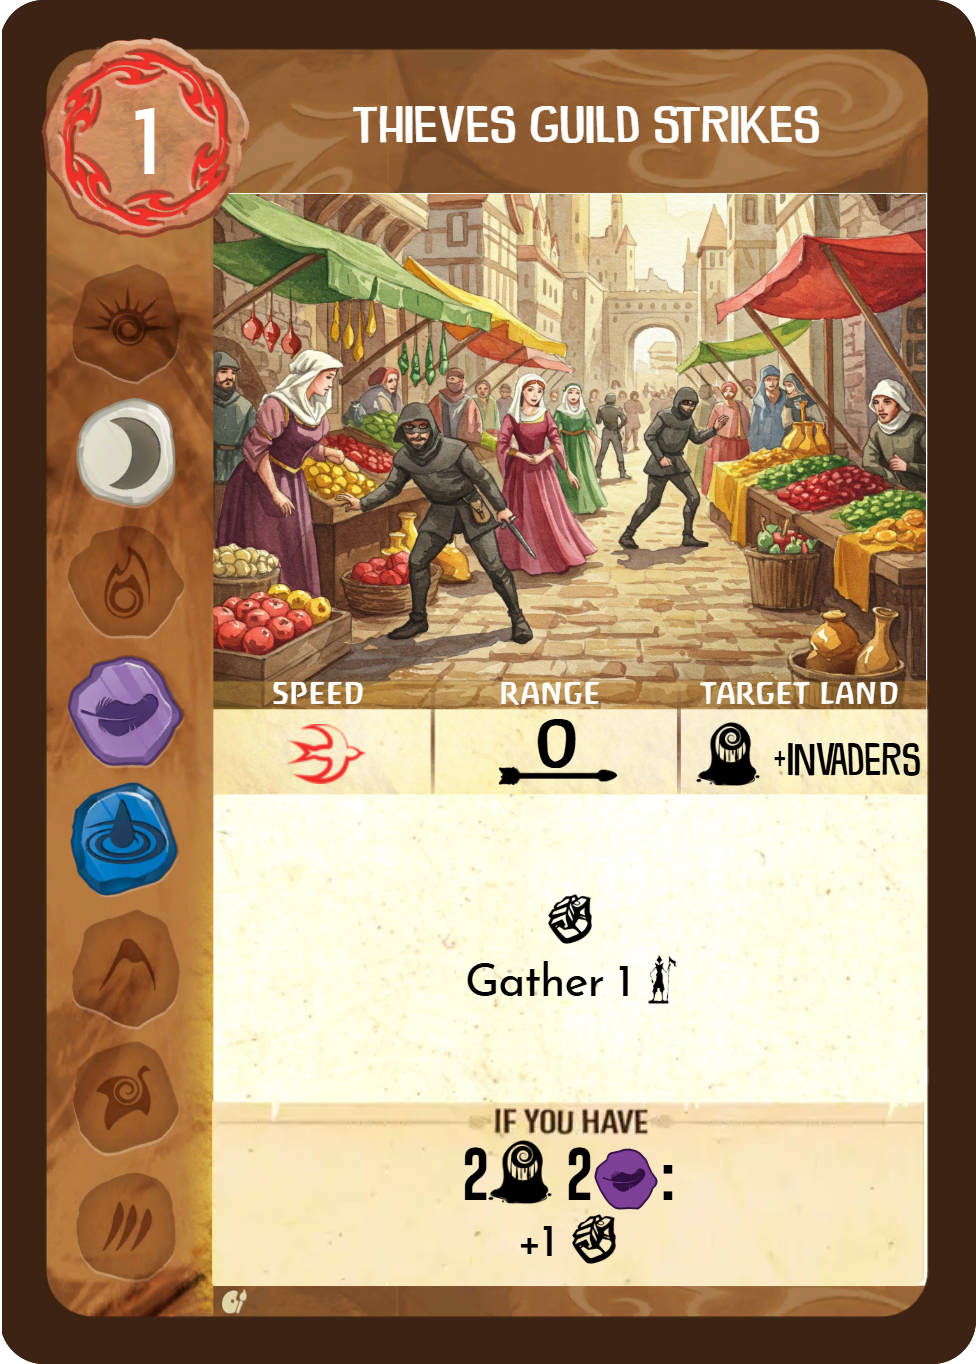 1
THIEVES GUILD STRIKES
SPEED RANGE TARGET LAND
0 +INVADERS
Gather 1
IF YOU HAVE
2 2 :
+1